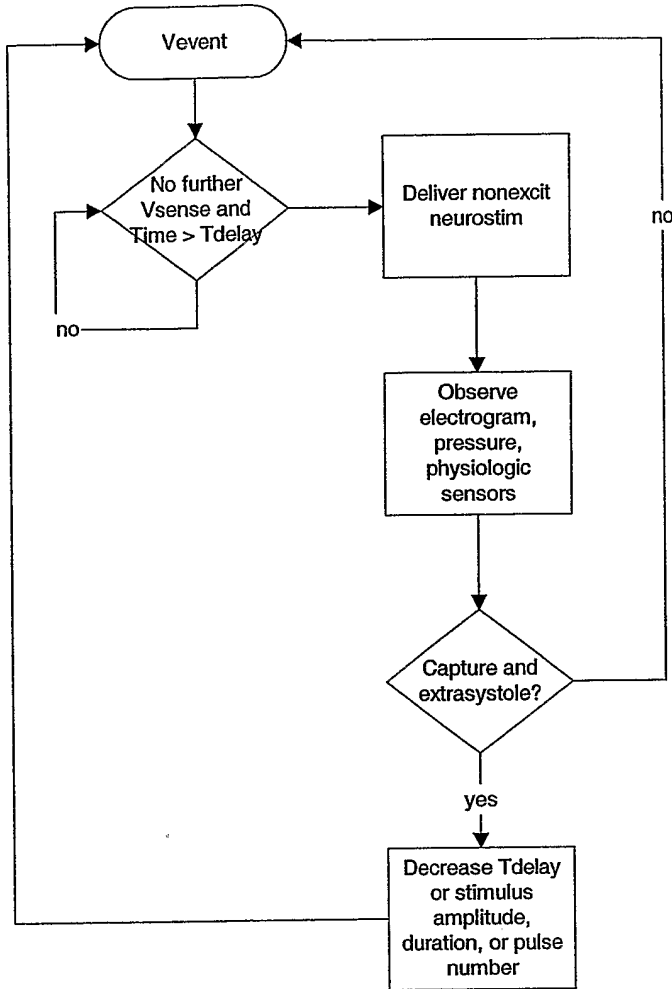 Vevent
No further
Vsense and
Time > Tdelay
no
Deliver nonexcit
neurostim
no
Observe
electrogram,
pressure,
physiologic
sensors
Capture and
extrasystole?
yes
Decrease Tdelay
or stimulus
amplitude,
duration, or pulse
number